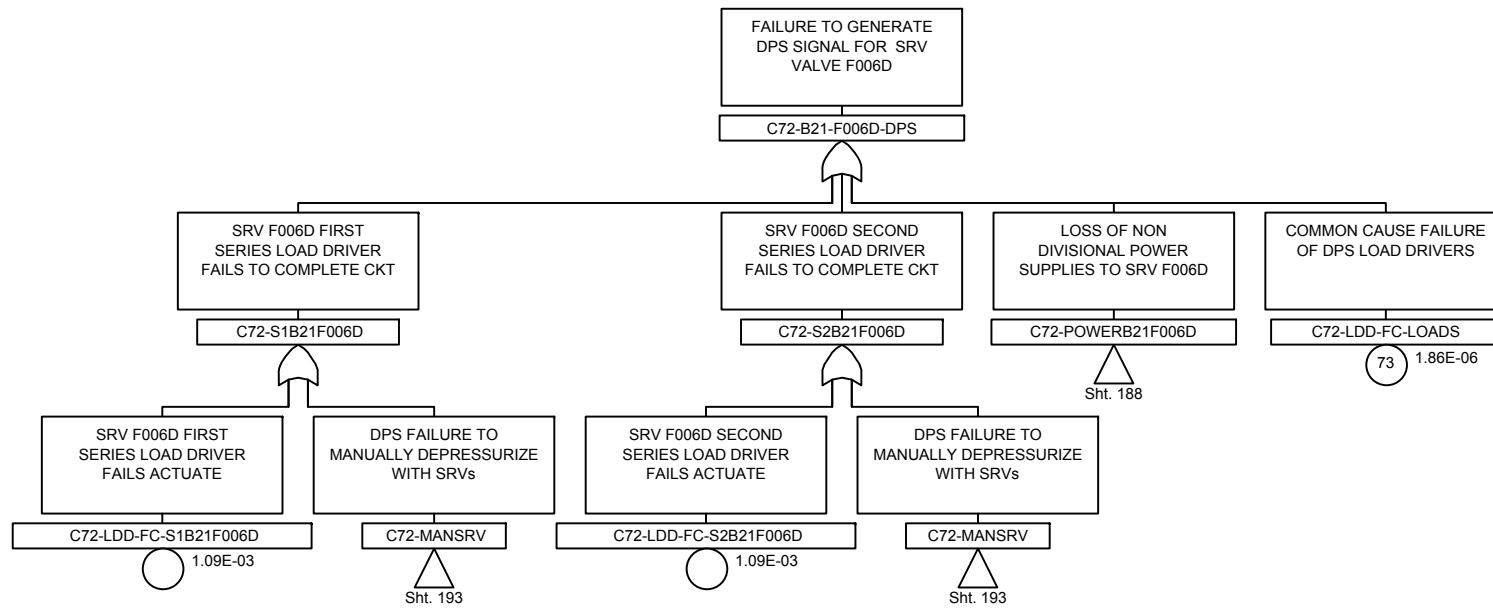 FAILURE TO GENERATE
DPS SIGNAL FOR SRV
VALVE F006D
C72-B21-F006D-DPS
SRV F006D FIRST
SERIES LOAD DRIVER
FAILS TO COMPLETE CKT
C72-S1B21F006D
SRV F006D SECOND
SERIES LOAD DRIVER
FAILS TO COMPLETE CKT
C72-S2B21F006D
LOSS OF NON
DIVISIONAL POWER
SUPPLIES TO SRV F006D
C72-POWERB21F006D
Sht. 188
COMMON CAUSE FAILURE
OF DPS LOAD DRIVERS
C72-LDD-FC-LOADS
73
1.86E-06
SRV F006D FIRST
SERIES LOAD DRIVER
FAILS ACTUATE
C72-LDD-FC-S1B21F006D
1.09E-03
DPS FAILURE TO
MANUALLY DEPRESSURIZE
WITH SRVs
C72-MANSRV
Sht. 193
SRV F006D SECOND
SERIES LOAD DRIVER
FAILS ACTUATE
C72-LDD-FC-S2B21F006D
1.09E-03
DPS FAILURE TO
MANUALLY DEPRESSURIZE
WITH SRVs
C72-MANSRV
Sht. 193